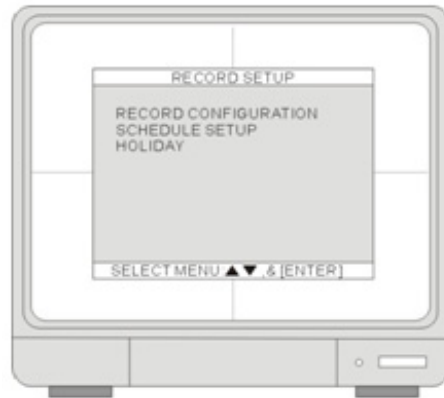 RECORD SETUP
RECORD CONFIGURATION
SCHEDULE SETUP
HOLIDAY
SELECT MENU ▲▼ ,& [ENTER]